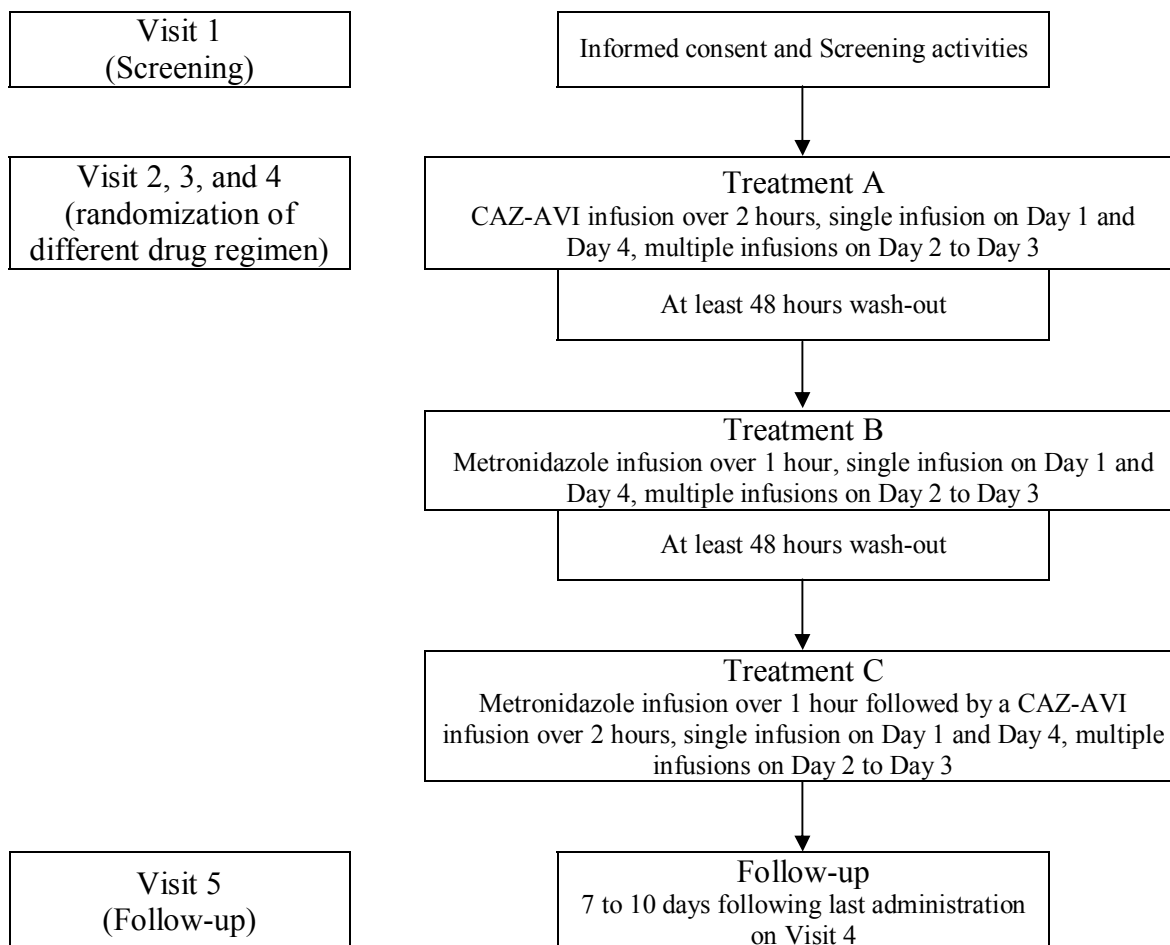 Visit 1
(Screening)
Informed consent and Screening activities
Visit 2, 3, and 4
(randomization of
different drug regimen)
Treatment A
CAZ-AVI infusion over 2 hours, single infusion on Day 1 and
Day 4, multiple infusions on Day 2 to Day 3
At least 48 hours wash-out
Treatment B
Metronidazole infusion over 1 hour, single infusion on Day 1 and
Day 4, multiple infusions on Day 2 to Day 3
At least 48 hours wash-out
Treatment C
Metronidazole infusion over 1 hour followed by a CAZ-AVI
infusion over 2 hours, single infusion on Day 1 and Day 4, multiple
infusions on Day 2 to Day 3
Visit 5
(Follow-up)
Follow-up
7 to 10 days following last administration
on Visit 4